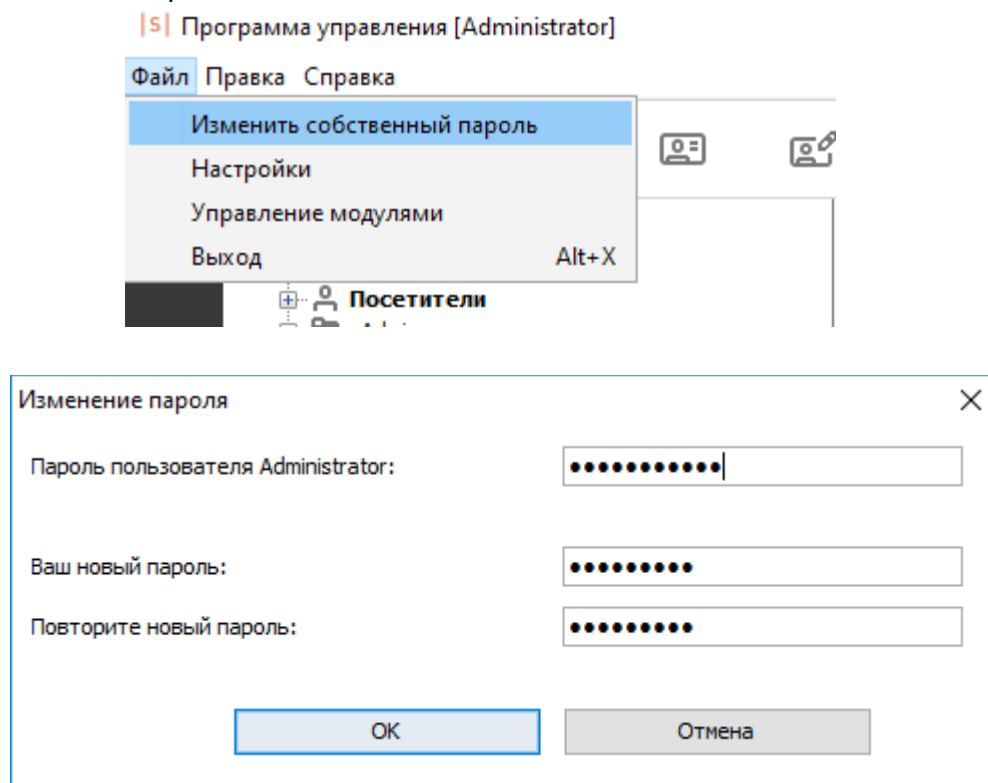 |S| Программа управления [Administrator]
Файл Правка Справка
Изменить собственный пароль
Настройки
Управление модулями
Выход Alt+X
Посетители
Изменение пароля
Пароль пользователя Administrator: •••••••••••
Ваш новый пароль: •••••••••
Повторите новый пароль: •••••••••
OK Отмена